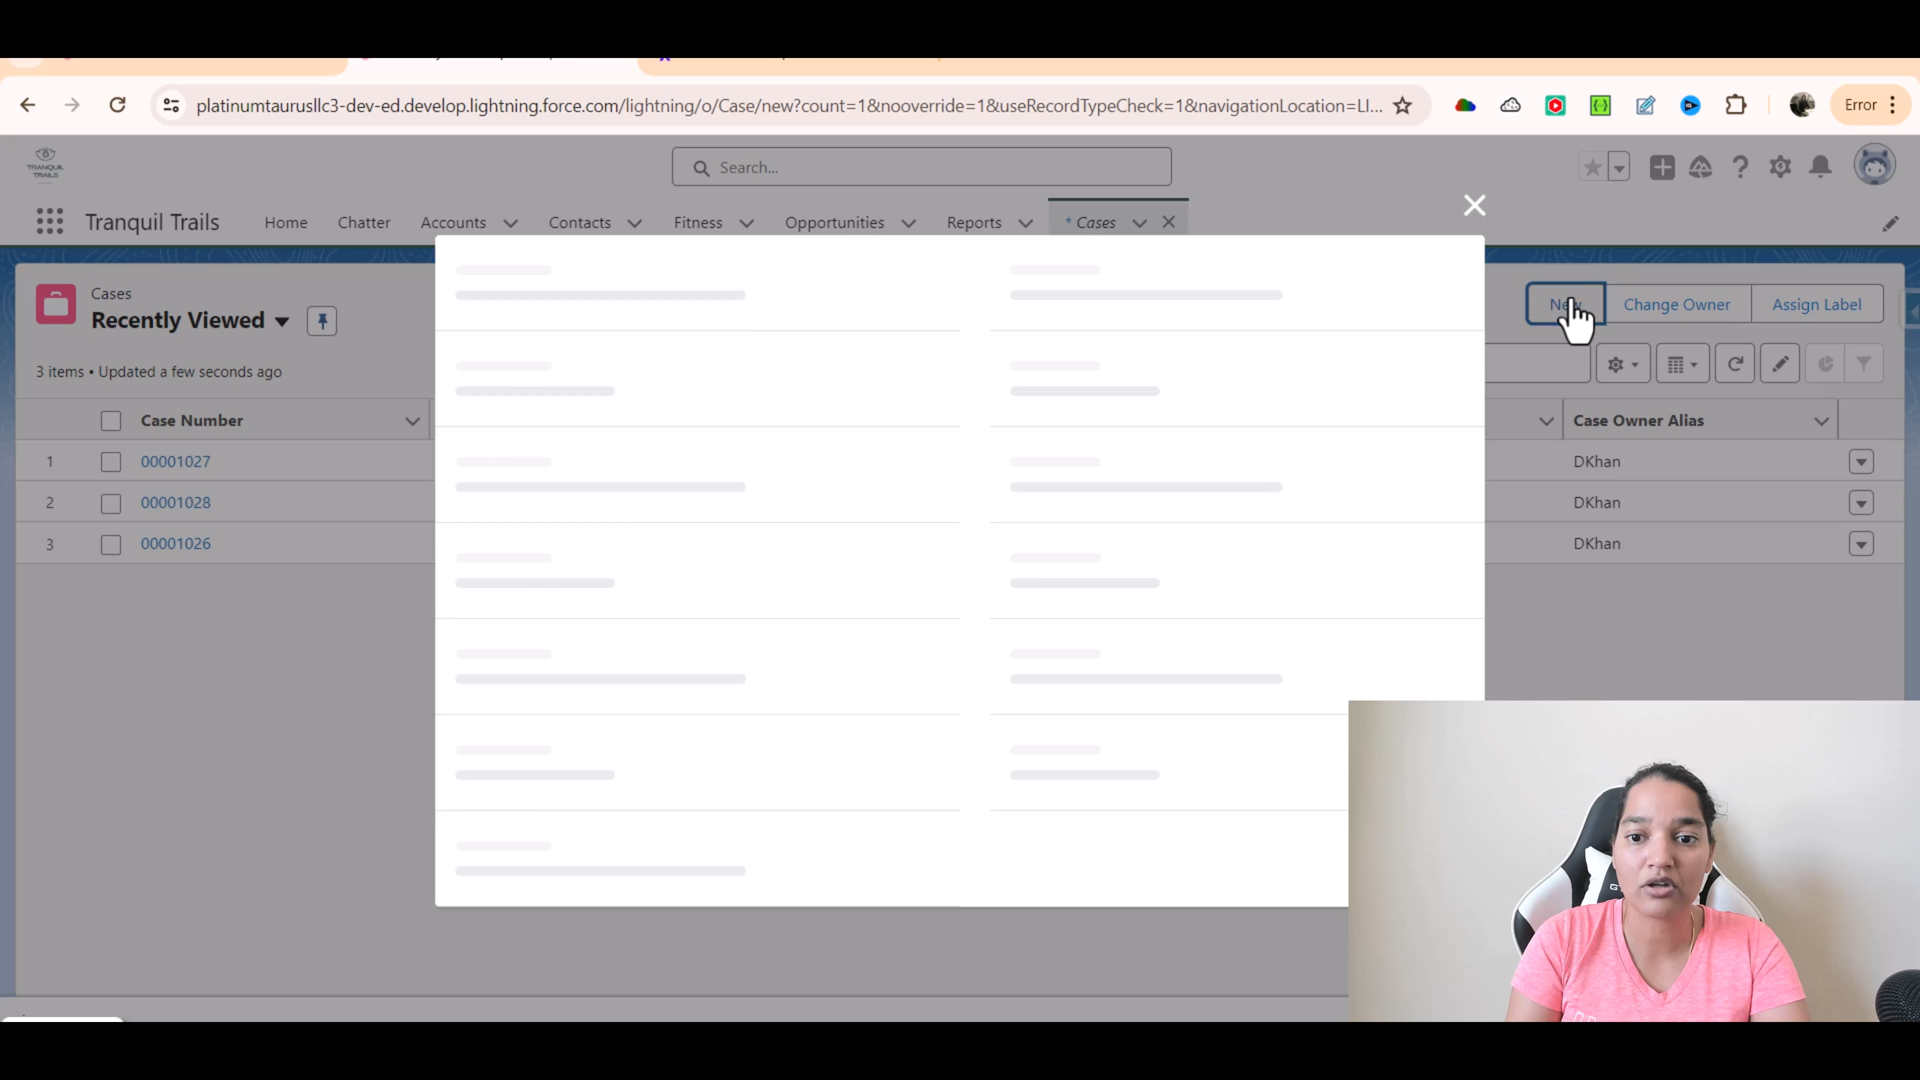 platinumtaurusllc3-dev-ed.develop.lightning.force.com/lightning/o/Case/new?count=1&nooverride=1&useRecordTypeCheck=1&navigationLocation=LI...
Error
TRANQUIL
TRAILS
Search...
Tranquil Trails
Home
Chatter
Accounts
Contacts
Fitness
Opportunities
Reports
* Cases
Cases
Recently Viewed
New
Change Owner
Assign Label
3 items • Updated a few seconds ago
Case Number
Case Owner Alias
1 00001027 DKhan
2 00001028 DKhan
3 00001026 DKhan